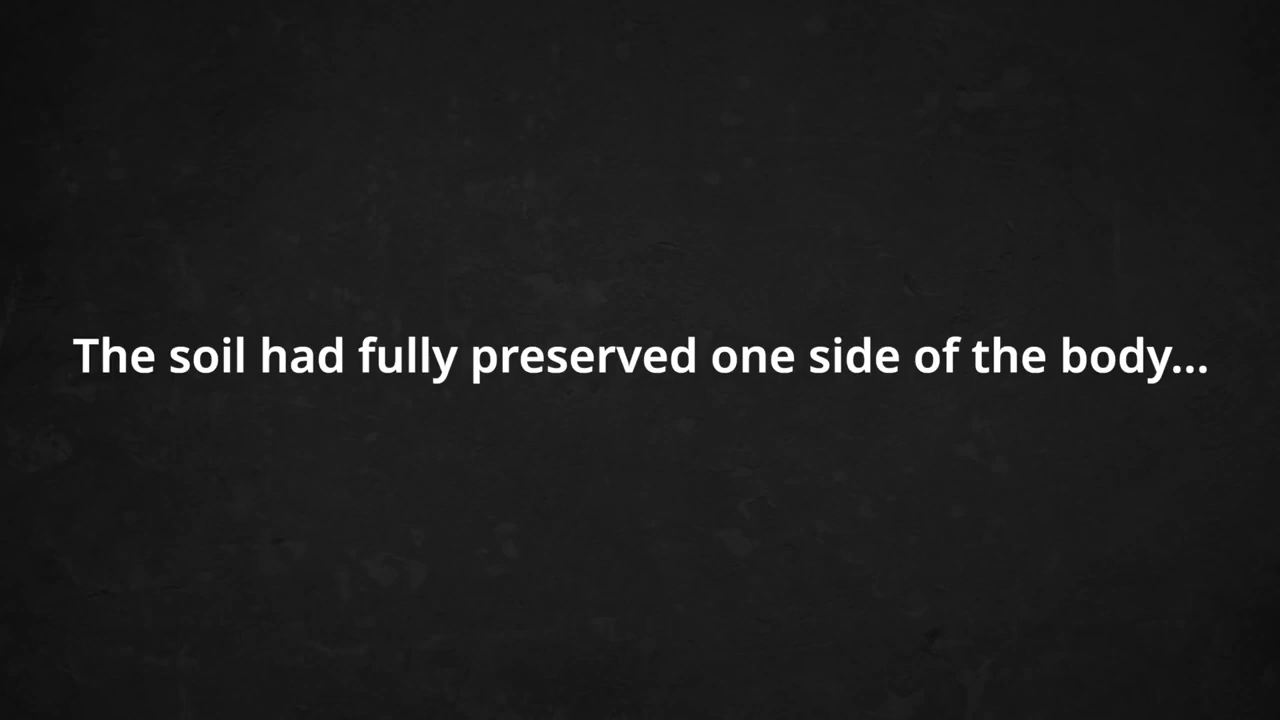 The soil had fully preserved one side of the body...